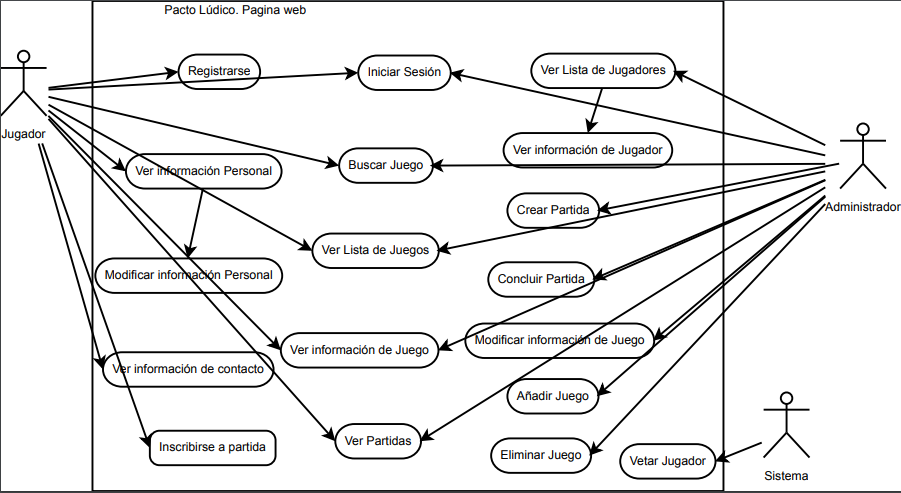 Pacto Lúdico. Pagina web
Registrarse
Iniciar Sesión
Ver Lista de Jugadores
Jugador
Ver información de Jugador
Ver información Personal
Buscar Juego
Administrador
Crear Partida
Ver Lista de Juegos
Modificar información Personal
Concluir Partida
Modificar información de Juego
Ver información de Juego
Ver información de contacto
Añadir Juego
Ver Partidas
Inscribirse a partida
Eliminar Juego
Vetar Jugador
Sistema